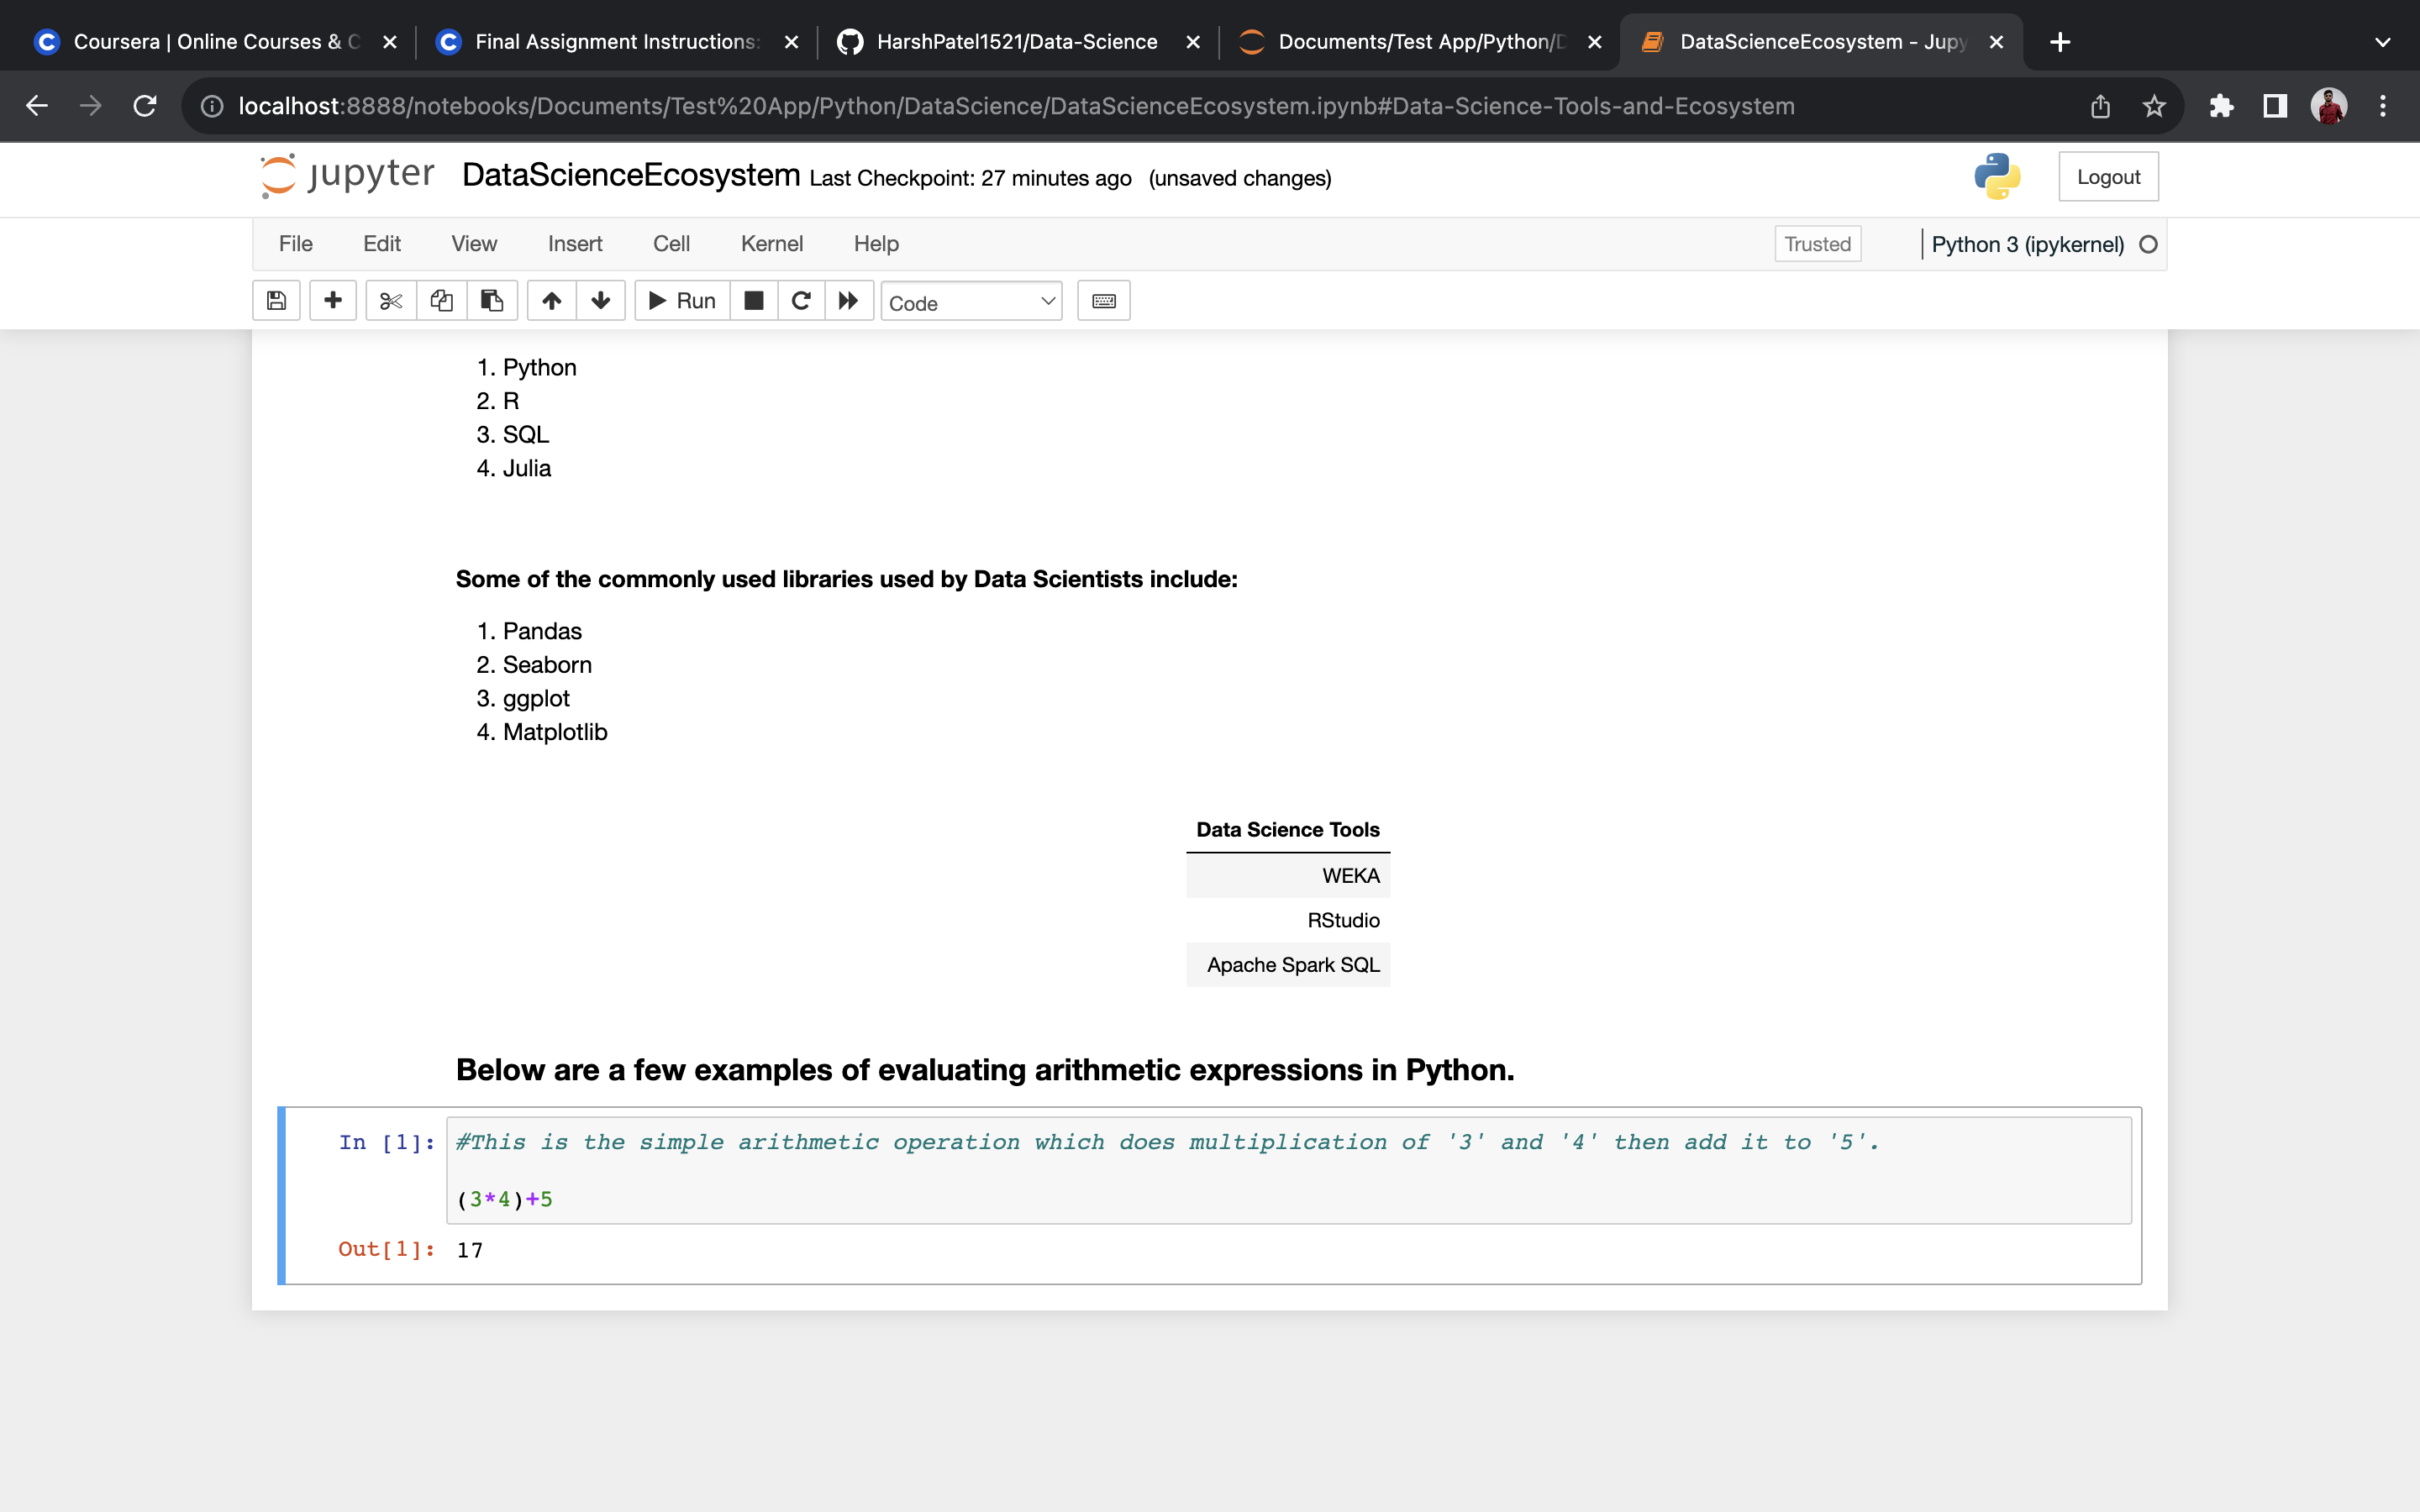 Coursera | Online Courses &
Final Assignment Instructions:
HarshPatel1521/Data-Science
Documents/Test App/Python/D
DataScienceEcosystem - Jupy
localhost:8888/notebooks/Documents/Test%20App/Python/DataScience/DataScienceEcosystem.ipynb#Data-Science-Tools-and-Ecosystem
jupyter DataScienceEcosystem Last Checkpoint: 27 minutes ago (unsaved changes)
Logout
File Edit View Insert Cell Kernel Help
Trusted
Python 3 (ipykernel)
Run
Code
1. Python
2. R
3. SQL
4. Julia
Some of the commonly used libraries used by Data Scientists include:
1. Pandas
2. Seaborn
3. ggplot
4. Matplotlib
Data Science Tools
WEKA
RStudio
Apache Spark SQL
Below are a few examples of evaluating arithmetic expressions in Python.
In [1]: #This is the simple arithmetic operation which does multiplication of '3' and '4' then add it to '5'.
(3*4)+5
Out[1]: 17